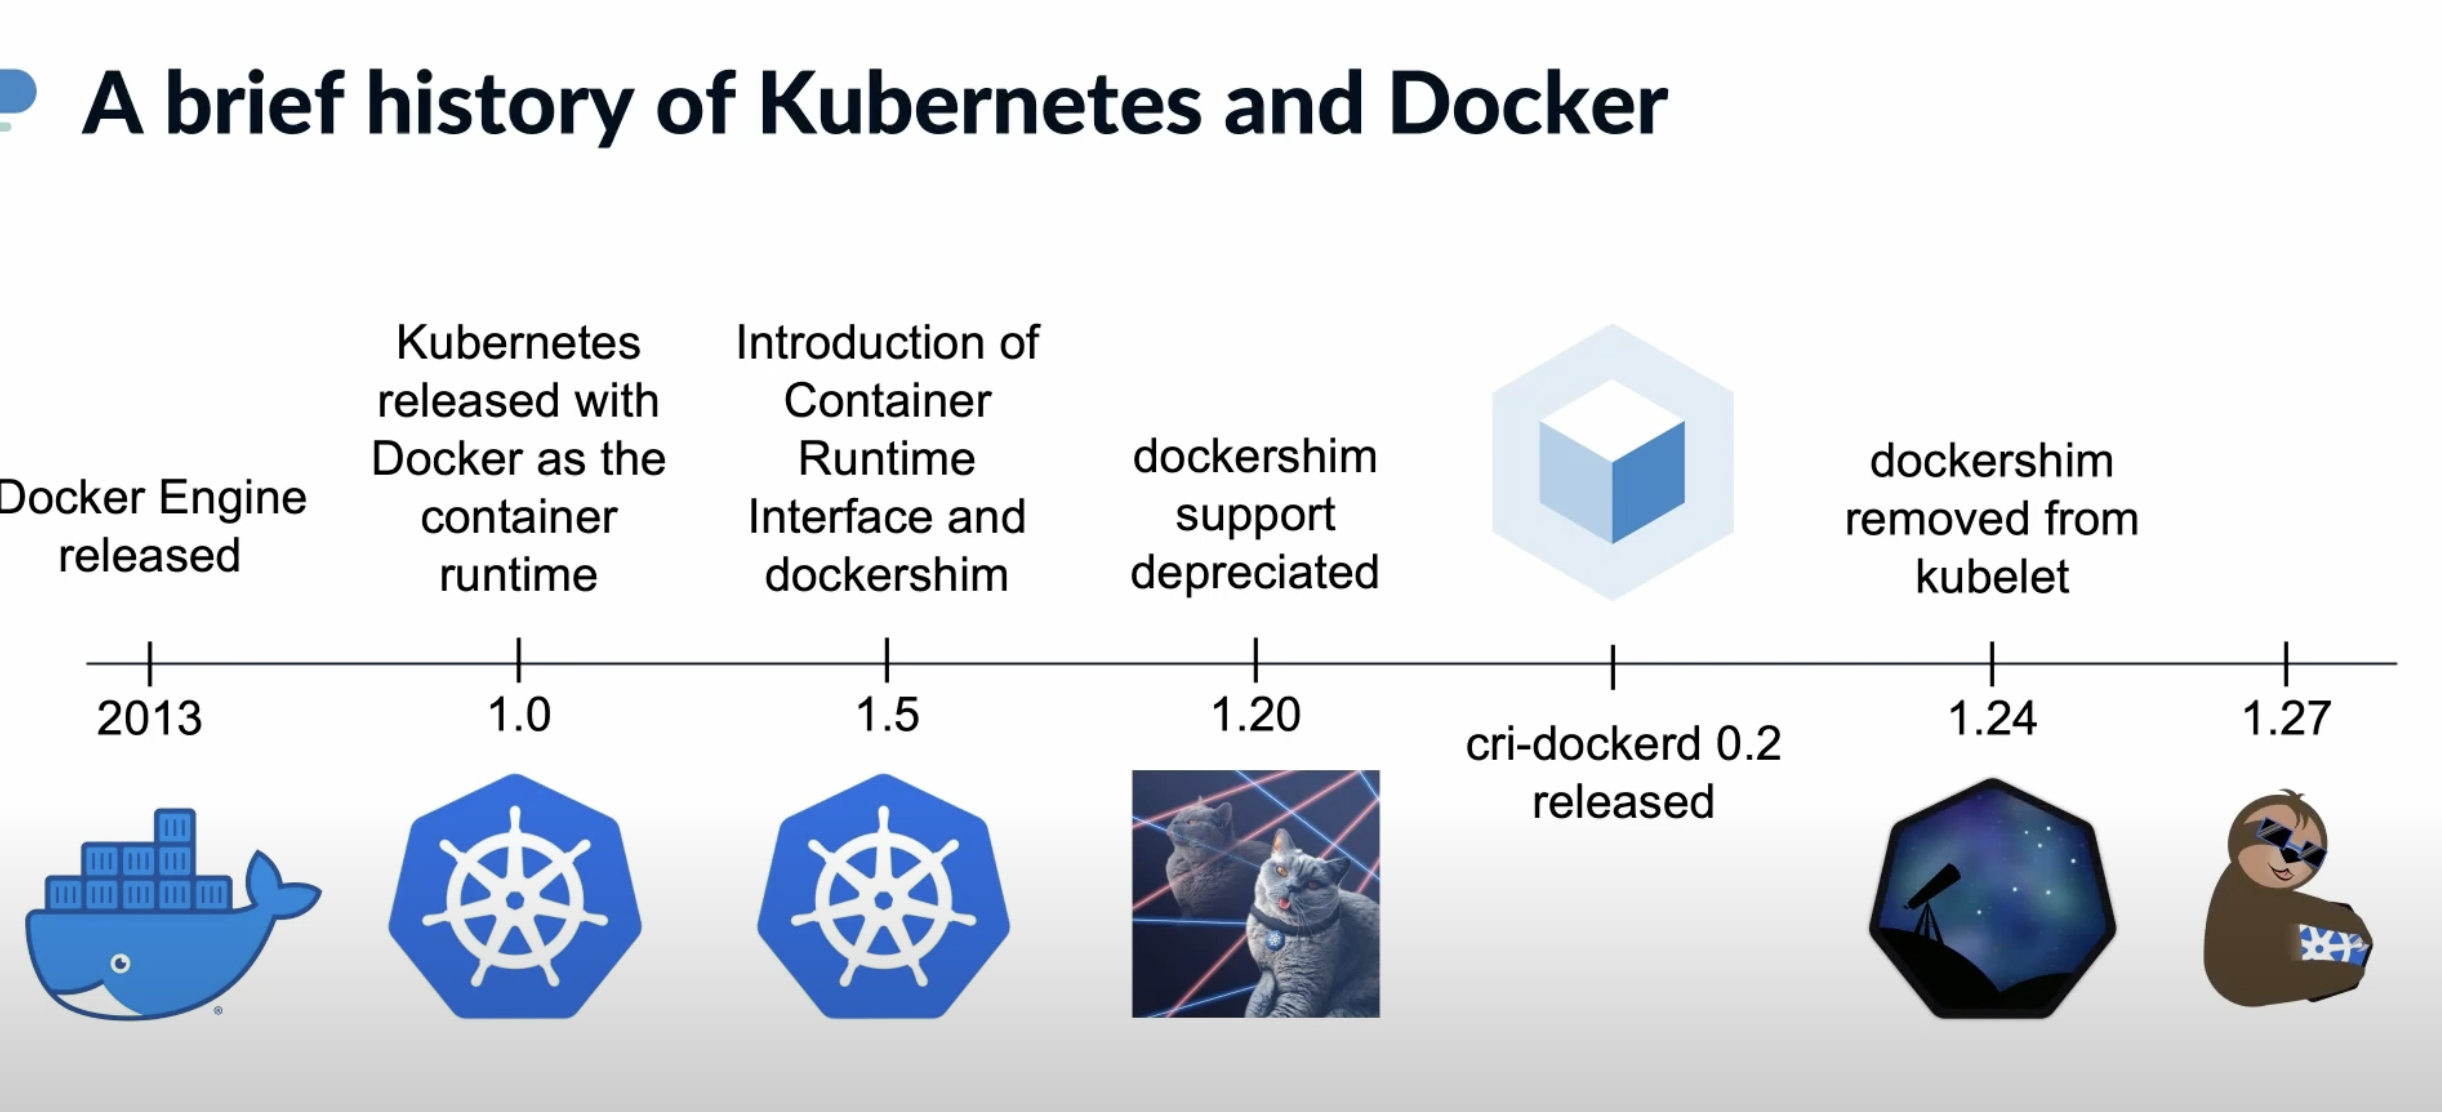 A brief history of Kubernetes and Docker
Docker Engine
released
2013
Kubernetes
released with
Docker as the
container
runtime
1.0
Introduction of
Container
Runtime
Interface and
dockershim
1.5
dockershim
support
depreciated
1.20
cri-dockerd 0.2
released
dockershim
removed from
kubelet
1.24
1.27
®